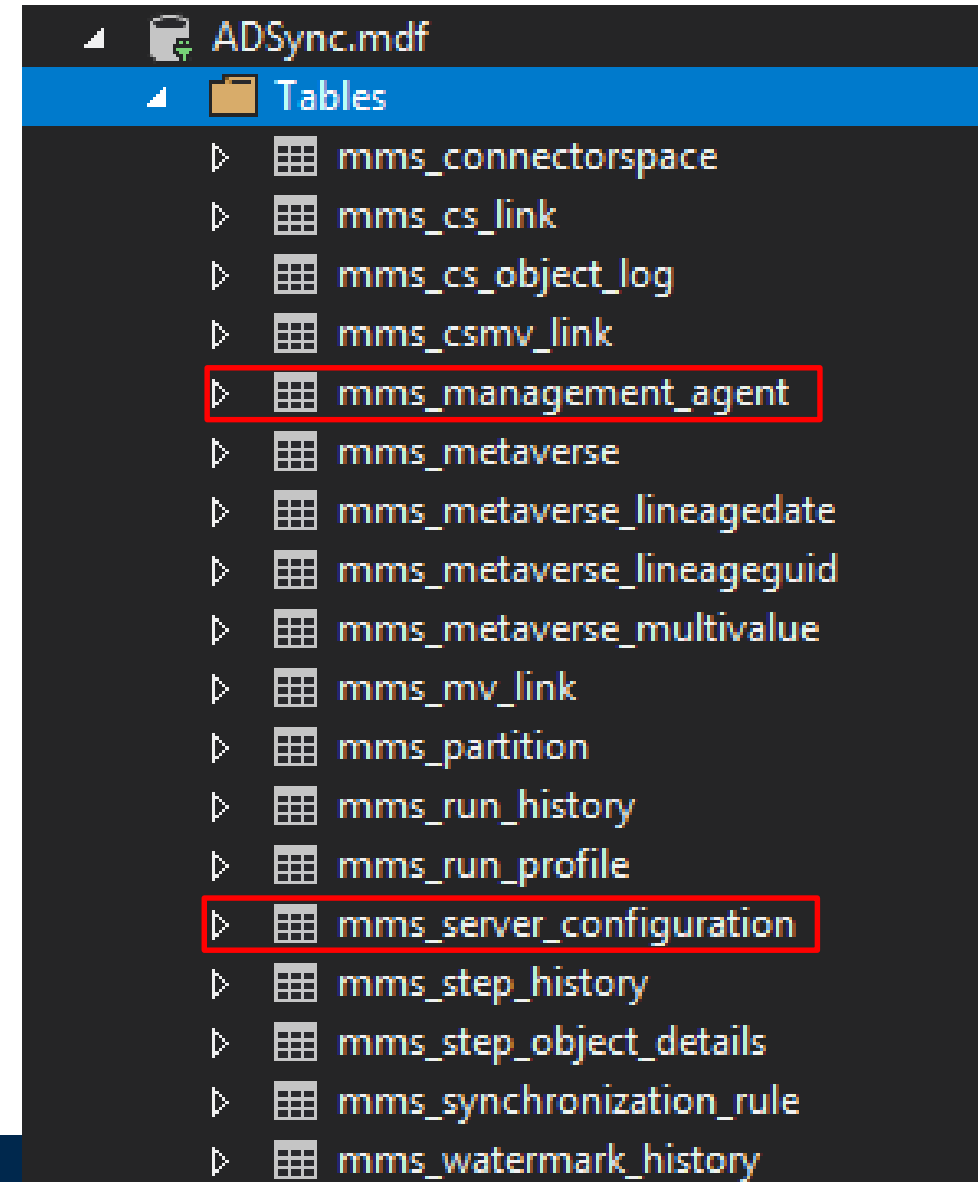 ADSync.mdf
Tables
mms_connectorspace
mms_cs_link
mms_cs_object_log
mms_csmv_link
mms_management_agent
mms_metaverse
mms_metaverse_lineagedate
mms_metaverse_lineageguid
mms_metaverse_multivalue
mms_mv_link
mms_partition
mms_run_history
mms_run_profile
mms_server_configuration
mms_step_history
mms_step_object_details
mms_synchronization_rule
mms_watermark_history